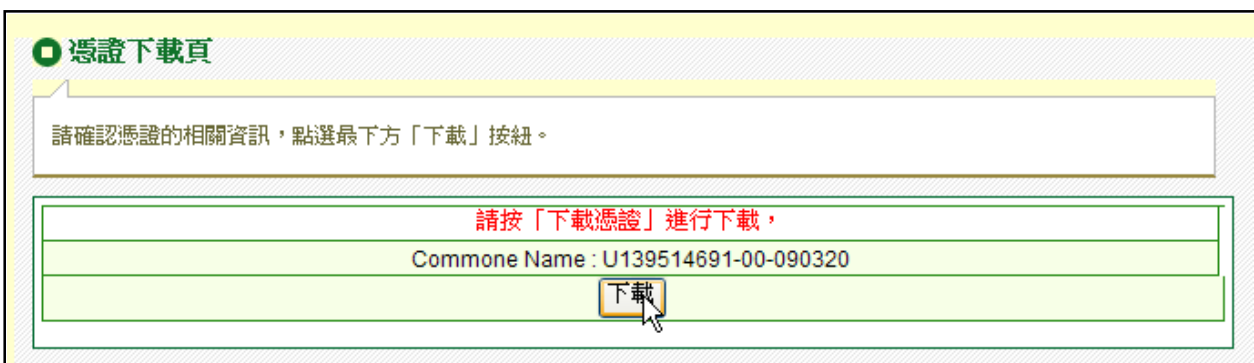 憑證下載頁
請確認憑證的相關資訊，點選最下方「下載」按紐。
請按「下載憑證」進行下載，
Commone Name : U139514691-00-090320
下載